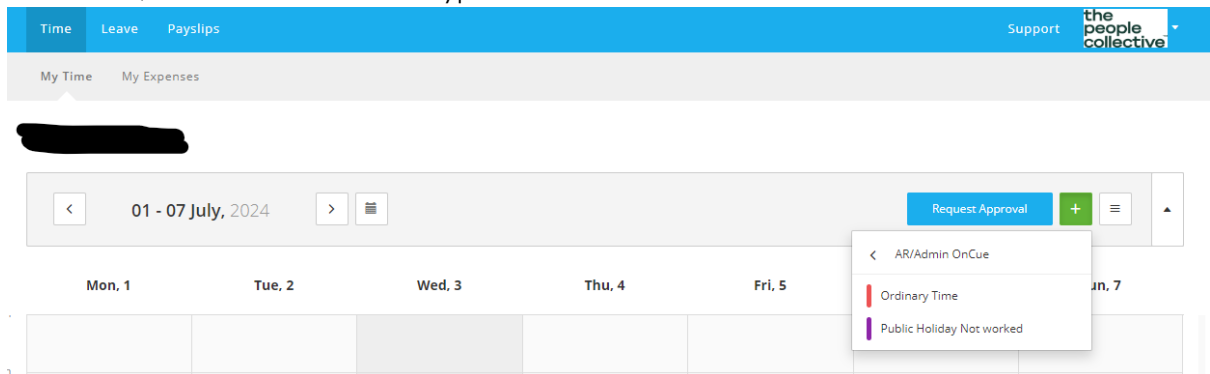 Time Leave Payslips Support the
people
collective
My Time My Expenses
01 - 07 July, 2024 Request Approval +
AR/Admin OnCue
Mon, 1 Tue, 2 Wed, 3 Thu, 4 Fri, 5 un, 7
Ordinary Time
Public Holiday Not worked